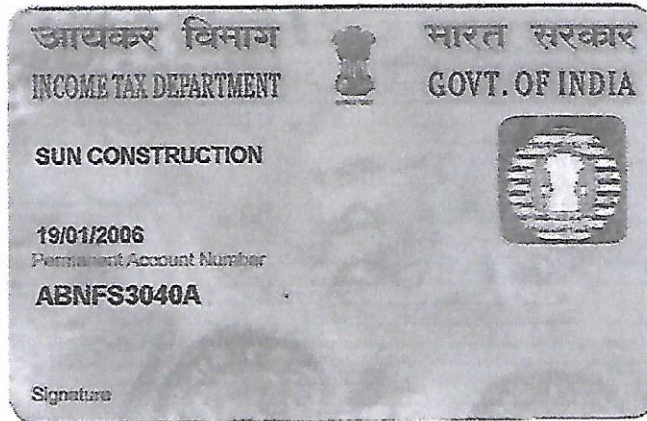 आयकर विभाग
भारत सरकार
INCOME TAX DEPARTMENT
GOVT. OF INDIA
SUN CONSTRUCTION
19/01/2006
Permanent Account Number
ABNFS3040A
Signature